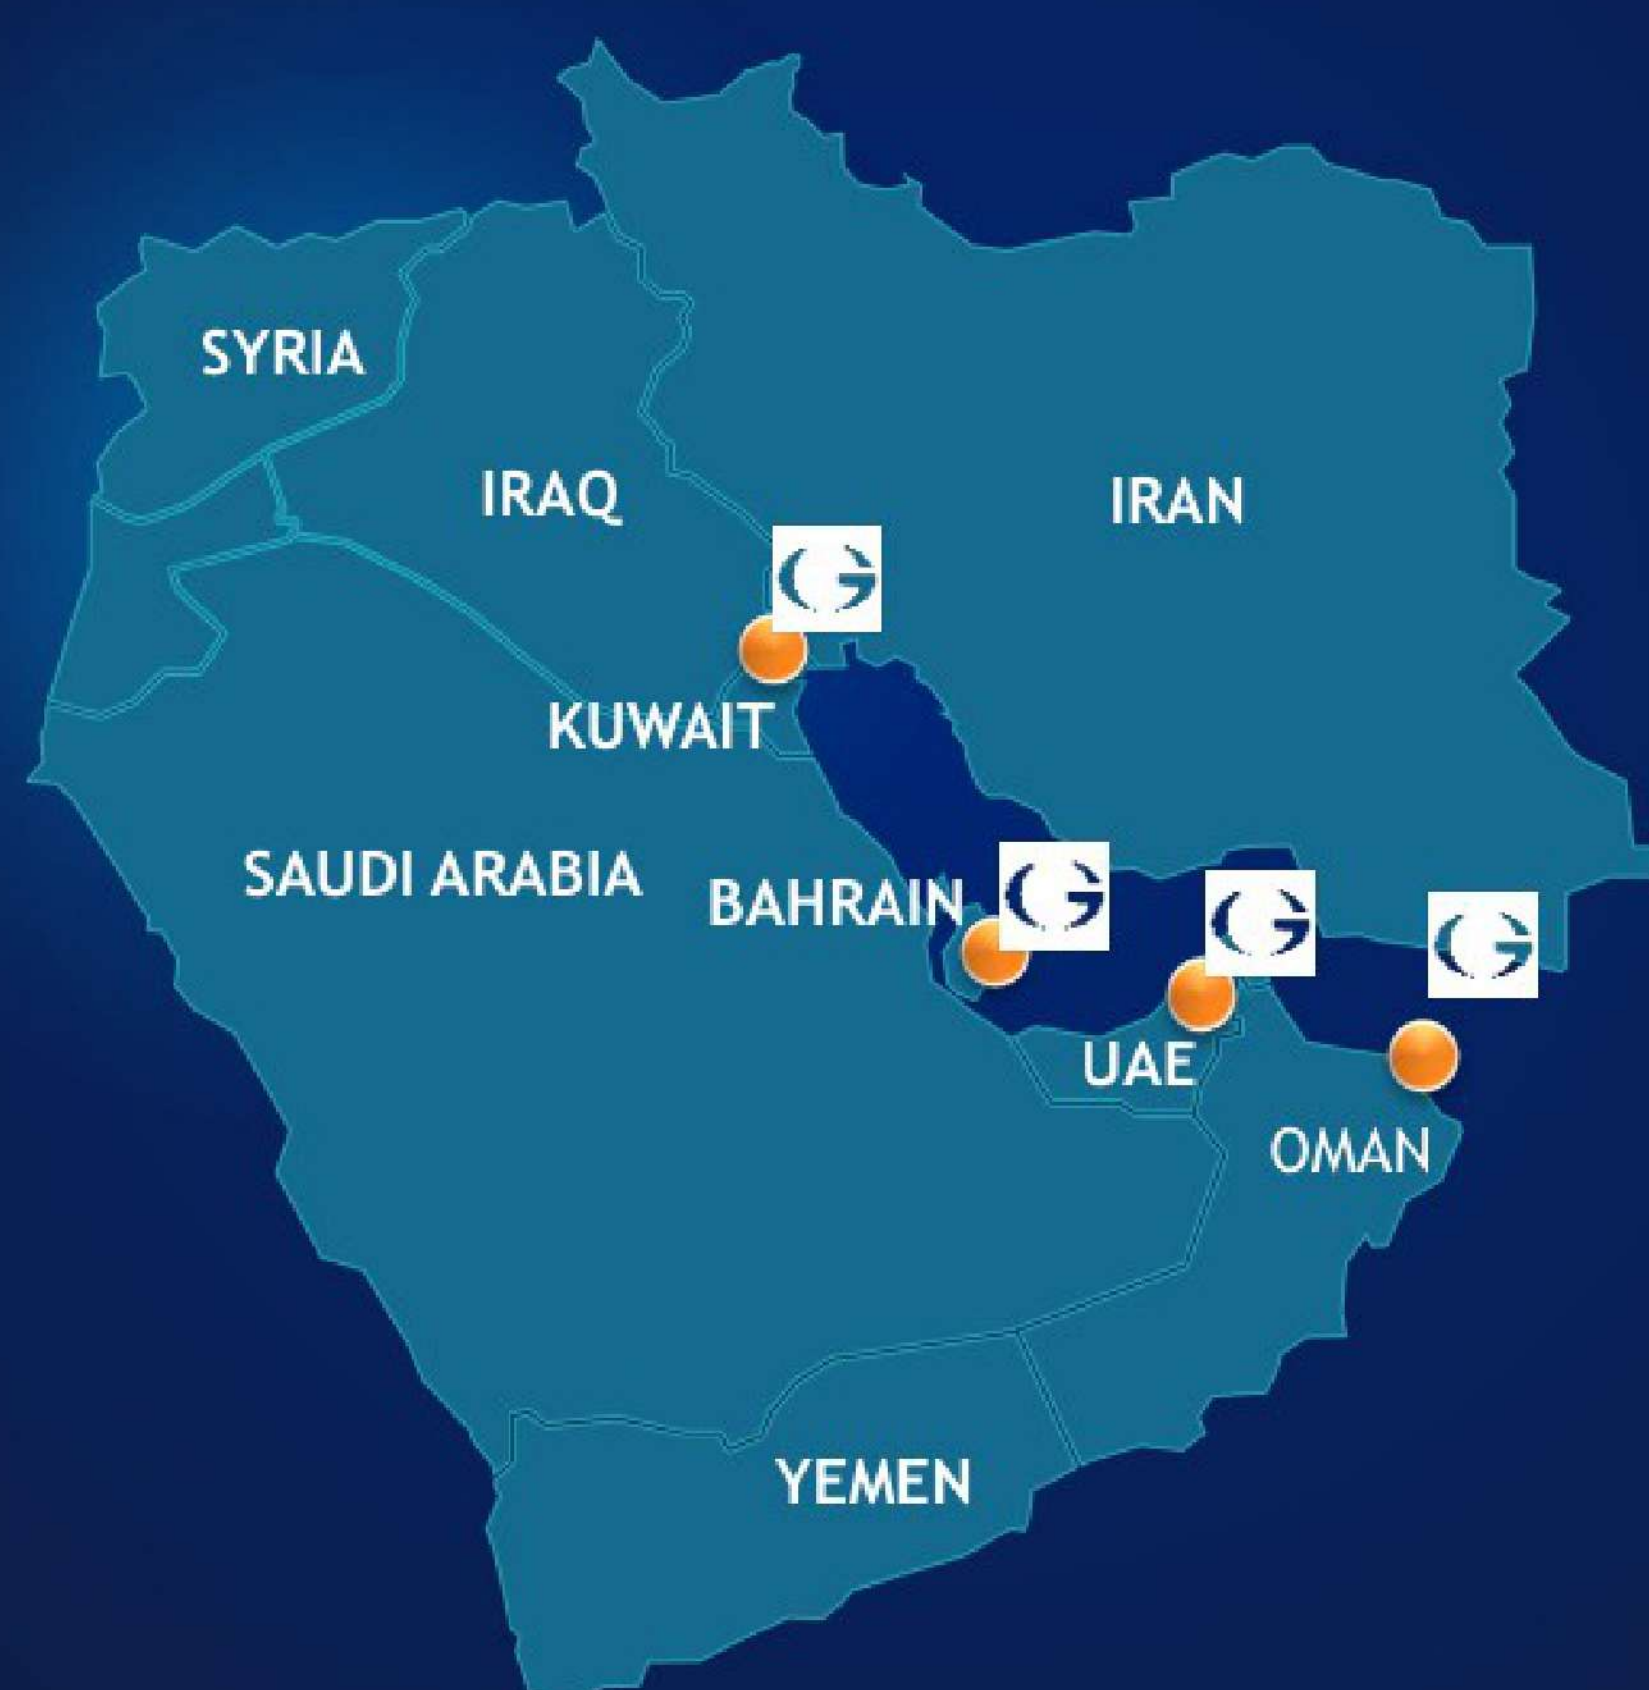 SYRIA
IRAQ
IRAN
G
KUWAIT
SAUDI ARABIA
BAHRAIN
G
G
G
UAE
OMAN
YEMEN